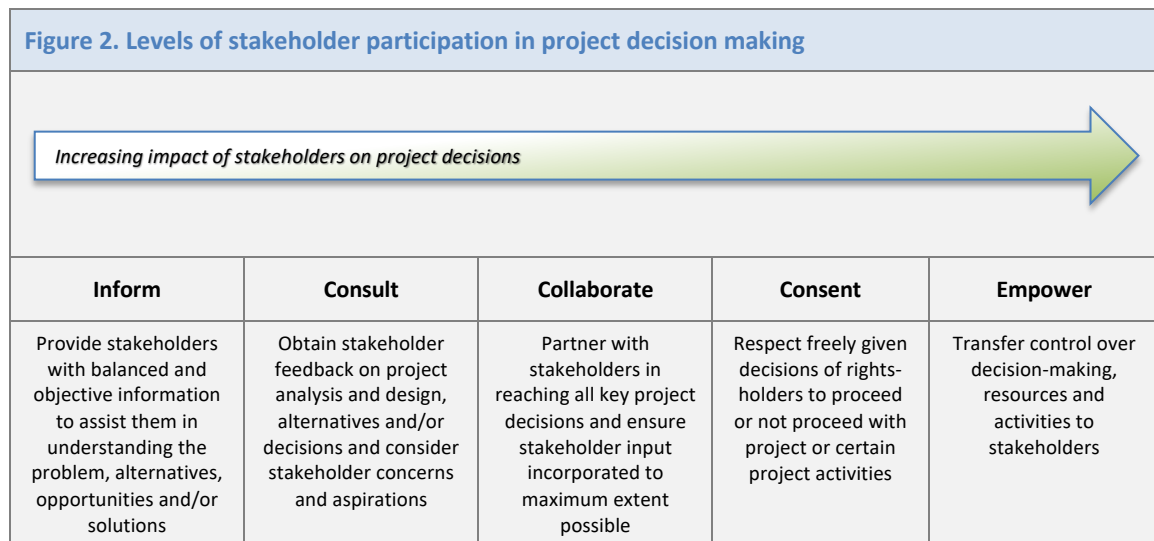 Figure 2. Levels of stakeholder participation in project decision making
Increasing impact of stakeholders on project decisions
Inform
Provide stakeholders
with balanced and
objective information
to assist them in
understanding the
problem, alternatives,
opportunities and/or
solutions
Consult
Obtain stakeholder
feedback on project
analysis and design,
alternatives and/or
decisions and consider
stakeholder concerns
and aspirations
Collaborate
Partner with
stakeholders in
reaching all key project
decisions and ensure
stakeholder input
incorporated to
maximum extent
possible
Consent
Respect freely given
decisions of rights-
holders to proceed
or not proceed with
project or certain
project activities
Empower
Transfer control over
decision-making,
resources and
activities to
stakeholders